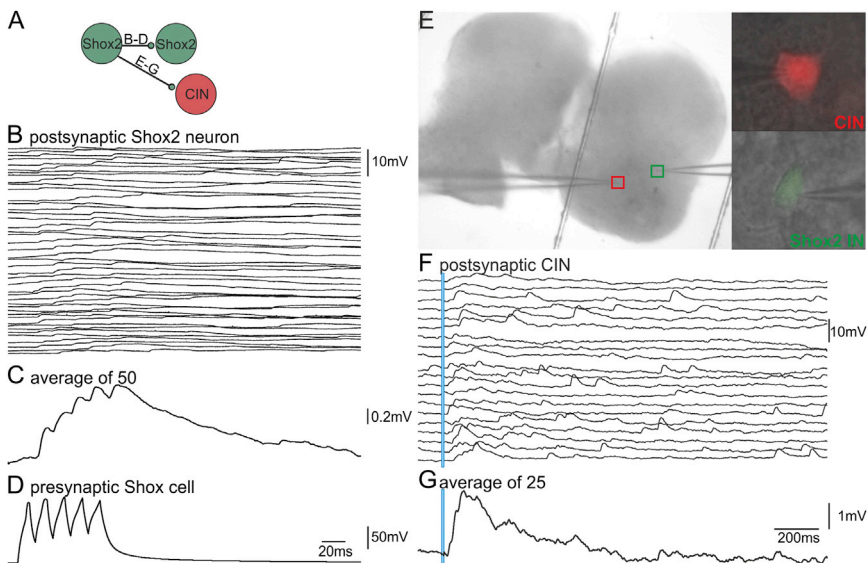 A
Shox2 B-D Shox2
E-G
CIN
B postsynaptic Shox2 neuron
10mV
C average of 50
0.2mV
D presynaptic Shox cell
50mV
20ms
E
CIN
Shox2 IN
F postsynaptic CIN
10mV
G average of 25
1mV
200ms